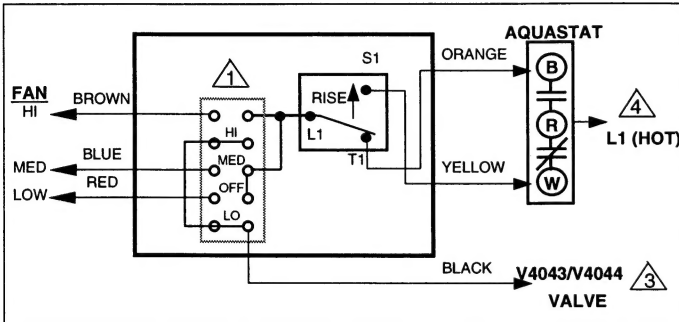 AQUASTAT
S1
ORANGE
B
1
FAN
HI
BROWN
RISE
4
R
L1 (HOT)
HI
L1
BLUE
MED
MED
T1
YELLOW
RED
OFF
W
LOW
LO
BLACK
V4043/V4044
VALVE
3